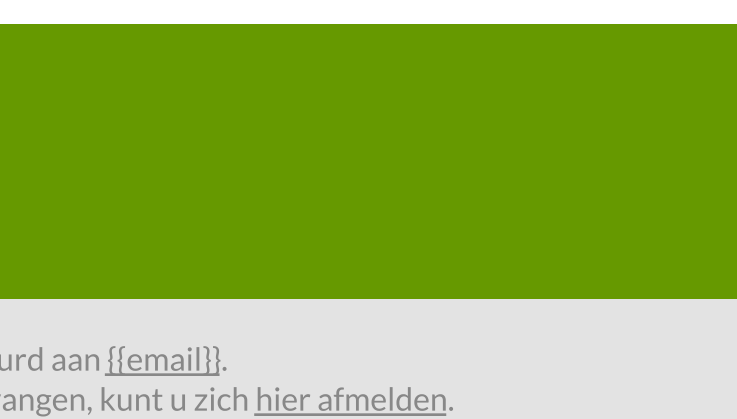 urd aan {{email}}.
angen, kunt u zich hier afmelden.